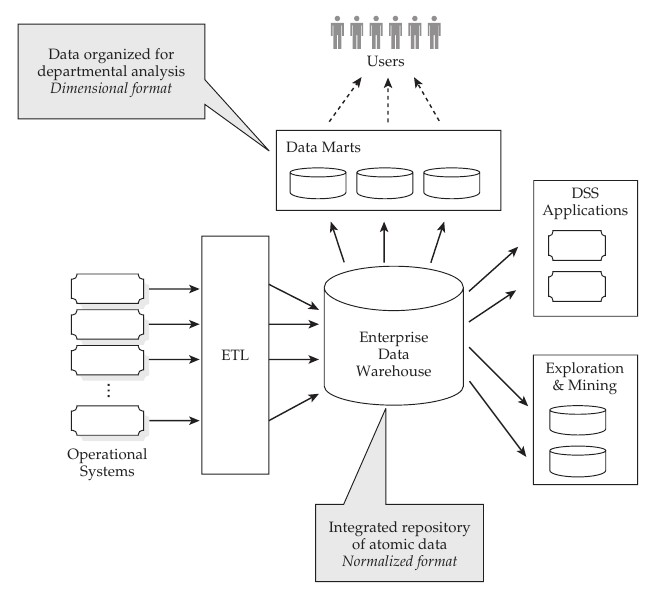 Data organized for
departmental analysis
Dimensional format
Users
Data Marts
DSS
Applications
ETL
Enterprise
Data
Warehouse
Exploration
& Mining
Operational
Systems
Integrated repository
of atomic data
Normalized format